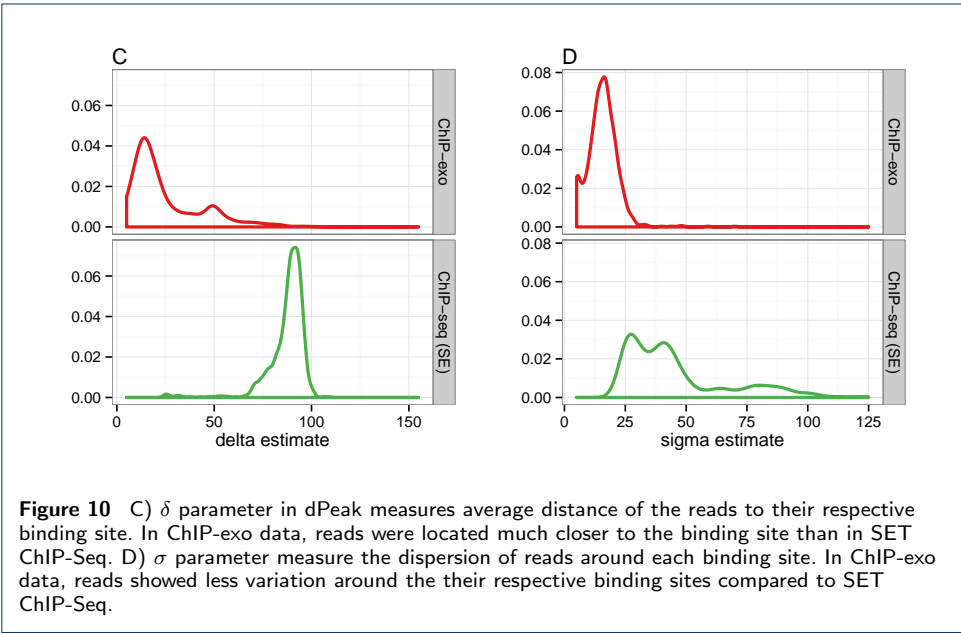 C
0.06
0.04
0.02
0.00
ChIP−exo
0.06
0.04
0.02
0.00
ChIP−seq (SE)
0 50 100 150
delta estimate
D
0.08
0.06
0.04
0.02
0.00
ChIP−exo
0.08
0.06
0.04
0.02
0.00
ChIP−seq (SE)
0 25 50 75 100 125
sigma estimate
Figure 10 C) δ parameter in dPeak measures average distance of the reads to their respective
binding site. In ChIP-exo data, reads were located much closer to the binding site than in SET
ChIP-Seq. D) σ parameter measure the dispersion of reads around each binding site. In ChIP-exo
data, reads showed less variation around the their respective binding sites compared to SET
ChIP-Seq.